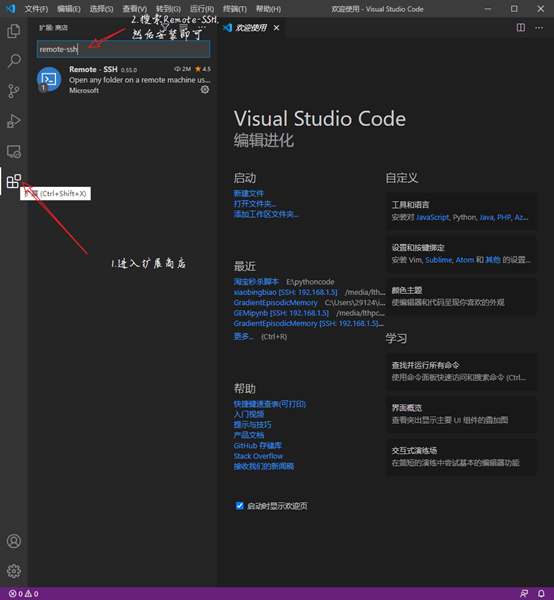 文件(F) 编辑(E) 选择(S) 查看(V) 转到(G) 运行(R) 终端(T) 帮助(H) 欢迎使用 - Visual Studio Code
扩展: 商店
2.搜索Remote-SSH,
然后安装即可
remote-ssh
Remote - SSH 0.55.0 2M 4.5
Open any folder on a remote machine us...
Microsoft
1
扩展 (Ctrl+Shift+X)
1.进入扩展商店
欢迎使用
Visual Studio Code
编辑进化
启动
新建文件
打开文件夹...
添加工作区文件夹...
最近
淘宝秒杀脚本 E:\pythoncode
xiaobingbiao [SSH: 192.168.1.5] /media/lth...
GradientEpisodicMemory C:\Users\29124\i...
GEMipynb [SSH: 192.168.1.5] /media/lthpc...
GradientEpisodicMemory [SSH: 192.168.1.5]...
更多... (Ctrl+R)
帮助
快捷键速查表(可打印)
入门视频
提示与技巧
产品文档
GitHub 存储库
Stack Overflow
接收我们的新闻稿
启动时显示欢迎页
自定义
工具和语言
安装对 JavaScript, Python, Java, PHP, Az...
设置和按键绑定
安装 Vim, Sublime, Atom 和 其他 的设置...
颜色主题
使编辑器和代码呈现你喜欢的外观
学习
查找并运行所有命令
使用命令面板快速访问和搜索命令 (Ctrl...
界面概览
查看突出显示主要 UI 组件的叠加图
交互式演练场
在简短的演练中尝试基本的编辑器功能
0 0